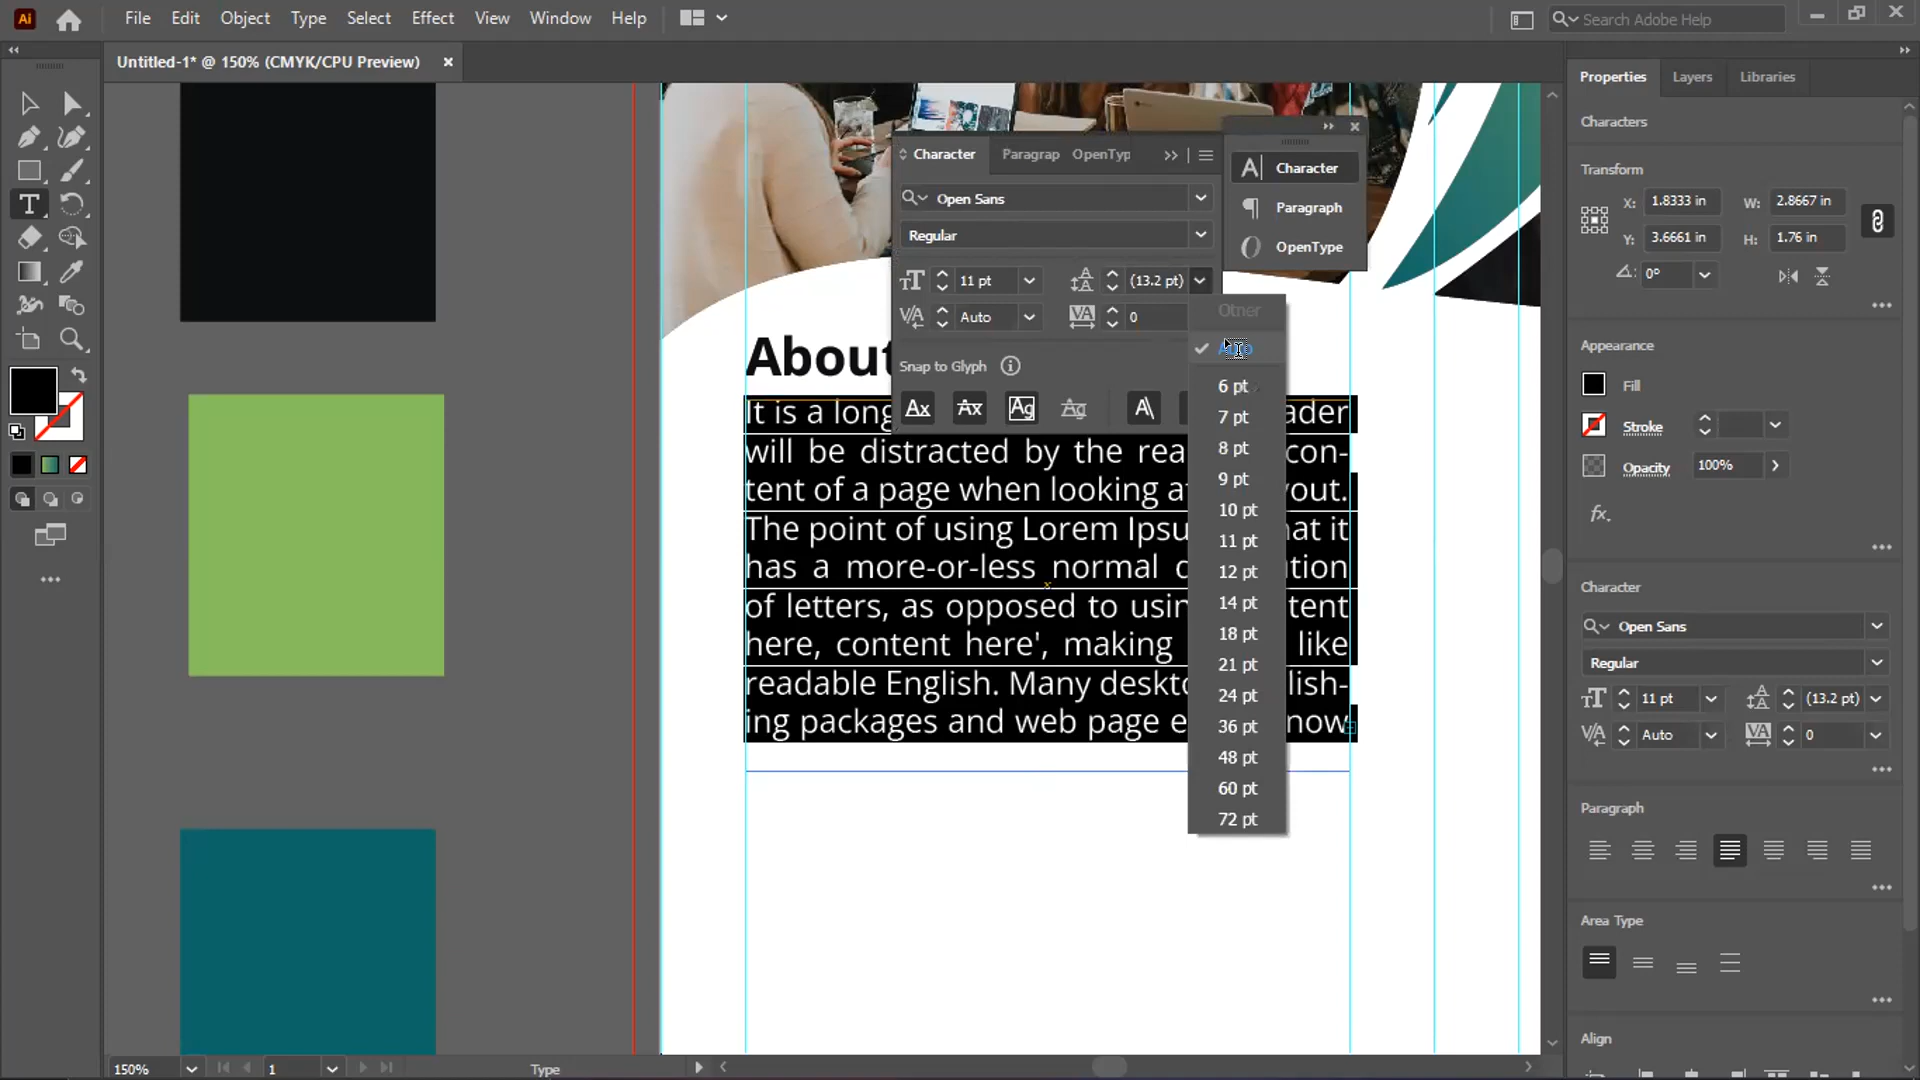 Ai
File Edit Object Type Select Effect View Window Help
Search Adobe Help
Untitled-1* @ 150% (CMYK/CPU Preview)
Character Paragrap OpenTyp
Open Sans
Regular
11 pt (13.2 pt)
Auto 0
Snap to Glyph
Character
Paragraph
OpenType
Other
Auto
6 pt
7 pt
8 pt
9 pt
10 pt
11 pt
12 pt
14 pt
18 pt
21 pt
24 pt
36 pt
48 pt
60 pt
72 pt
About
It is a long ader
will be distracted by the rea con-
tent of a page when looking at yout.
The point of using Lorem Ipsu hat it
has a more-or-less normal d tion
of letters, as opposed to usin tent
here, content here', making like
readable English. Many deskto lish-
ing packages and web page e now
Properties Layers Libraries
Characters
Transform
X: 1.8333 in W: 2.8667 in
Y: 3.6661 in H: 1.76 in
0°
Appearance
Fill
Stroke
Opacity 100%
fx.
Character
Open Sans
Regular
11 pt (13.2 pt)
Auto 0
Paragraph
Area Type
Align
150% 1 Type